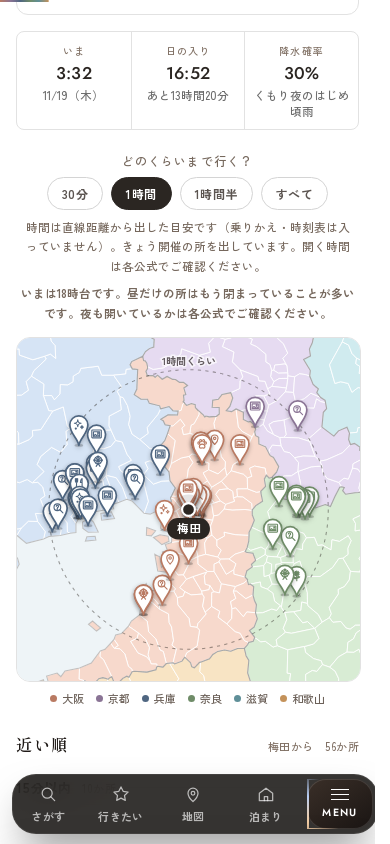 いま
3:32
11/19（木）
日の入り
16:52
あと13時間20分
降水確率
30%
くもり夜のはじめ
頃雨
どのくらいまで行く？
30分
1時間
1時間半
すべて
時間は直線距離から出した目安です（乗りかえ・時刻表は入
っていません）。きょう開催の所を出しています。開く時間
は各公式でご確認ください。
いまは18時台です。昼だけの所はもう閉まっていることが多い
です。夜も開いているかは各公式でご確認ください。
1時間くらい
梅田
大阪
京都
兵庫
奈良
滋賀
和歌山
近い順
梅田から 56か所
さがす
行きたい
地図
泊まり
MENU